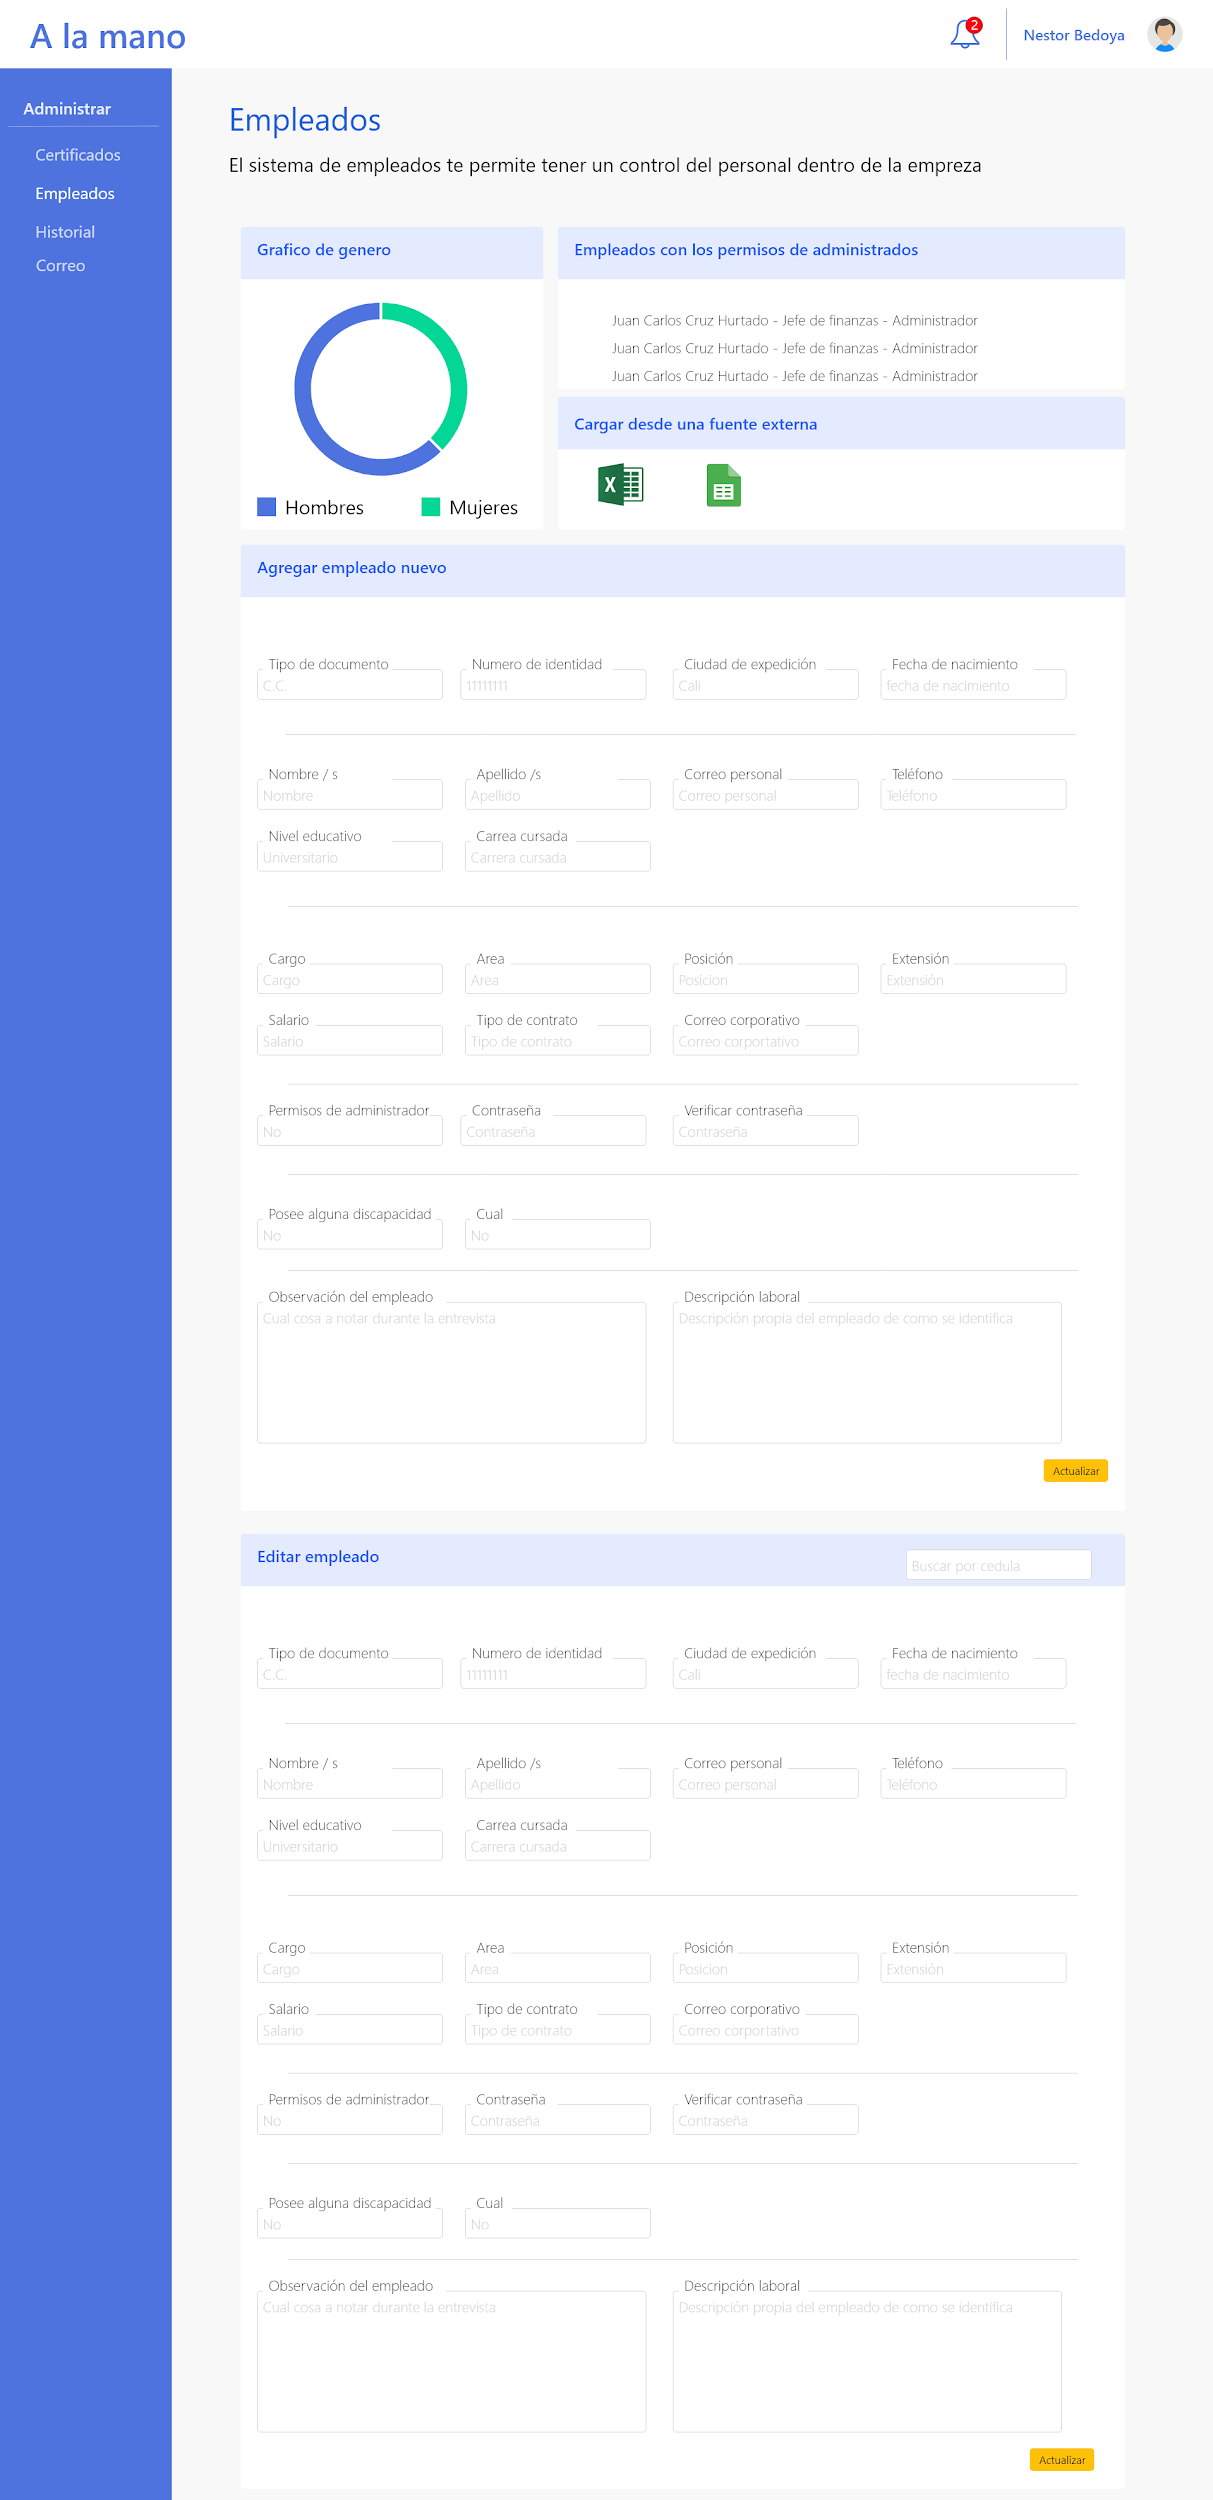 A la mano
2
Nestor Bedoya
Administrar
Certificados
Empleados
Historial
Correo
Empleados
El sistema de empleados te permite tener un control del personal dentro de la empreza
Grafico de genero
Hombres Mujeres
Empleados con los permisos de administrados
Juan Carlos Cruz Hurtado - Jefe de finanzas - Administrador
Juan Carlos Cruz Hurtado - Jefe de finanzas - Administrador
Juan Carlos Cruz Hurtado - Jefe de finanzas - Administrador
Cargar desde una fuente externa
X
Agregar empleado nuevo
Tipo de documento Numero de identidad Ciudad de expedición Fecha de nacimiento
C.C. 11111111 Cali fecha de nacimiento
Nombre / s Apellido /s Correo personal Teléfono
Nombre Apellido Correo personal Teléfono
Nivel educativo Carrea cursada
Universitario Carrera cursada
Cargo Area Posición Extensión
Cargo Area Posicion Extensión
Salario Tipo de contrato Correo corporativo
Salario Tipo de contrato Correo corportativo
Permisos de administrador Contraseña Verificar contraseña
No Contraseña Contraseña
Posee alguna discapacidad Cual
No No
Observación del empleado Descripción laboral
Cual cosa a notar durante la entrevista Descripción propia del empleado de como se identifica
Actualizar
Editar empleado
Buscar por cedula
Tipo de documento Numero de identidad Ciudad de expedición Fecha de nacimiento
C.C. 11111111 Cali fecha de nacimiento
Nombre / s Apellido /s Correo personal Teléfono
Nombre Apellido Correo personal Teléfono
Nivel educativo Carrea cursada
Universitario Carrera cursada
Cargo Area Posición Extensión
Cargo Area Posicion Extensión
Salario Tipo de contrato Correo corporativo
Salario Tipo de contrato Correo corportativo
Permisos de administrador Contraseña Verificar contraseña
No Contraseña Contraseña
Posee alguna discapacidad Cual
No No
Observación del empleado Descripción laboral
Cual cosa a notar durante la entrevista Descripción propia del empleado de como se identifica
Actualizar